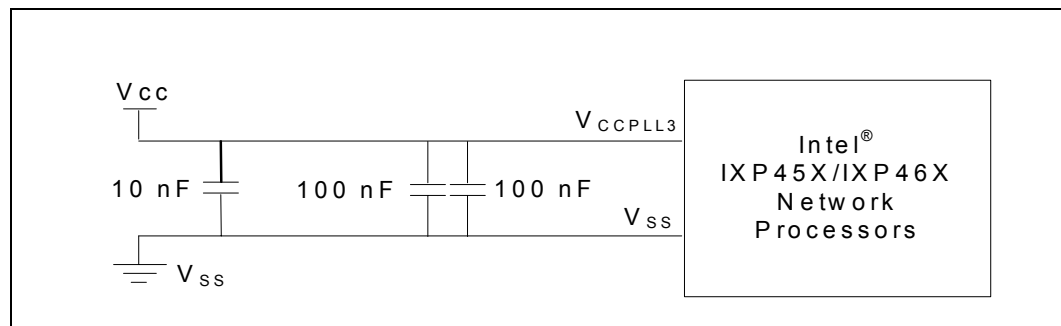 Vcc
VCCPLL3
10 nF
100 nF
100 nF
VSS
VSS
Intel®
IXP45X/IXP46X
Network
Processors